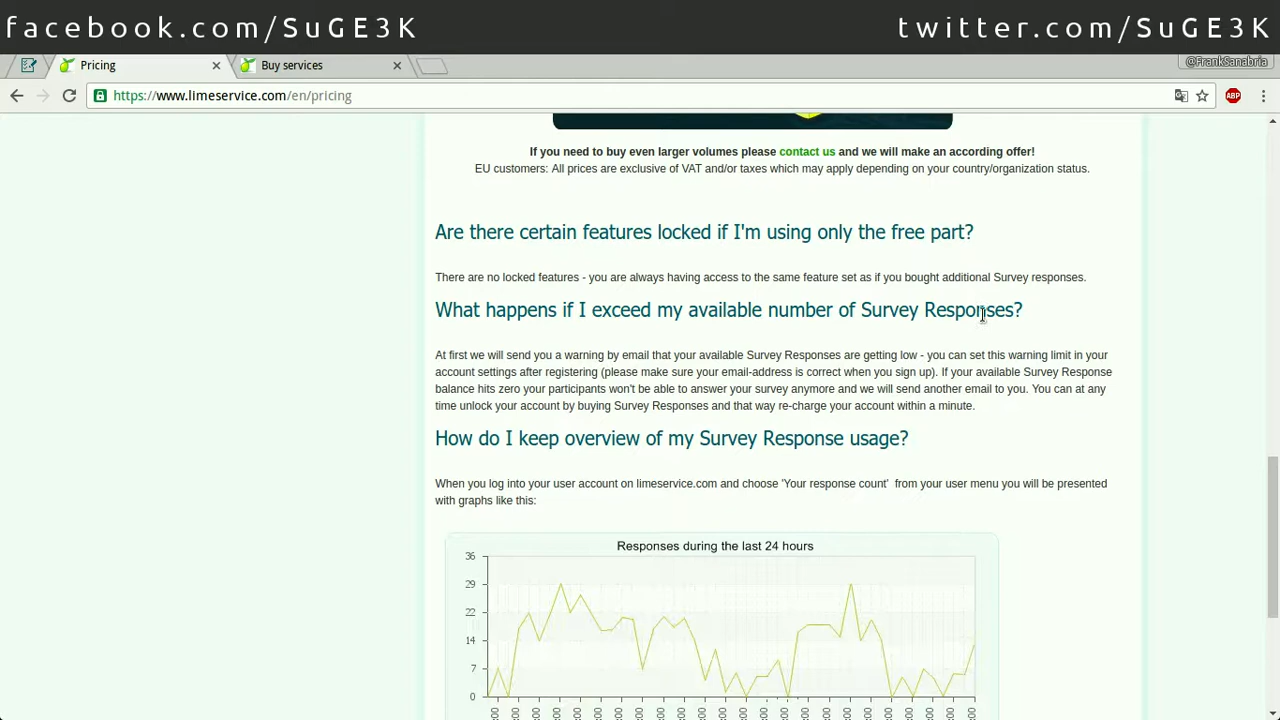 facebook.com/SuGE3K
twitter.com/SuGE3K
Pricing
Buy services
@FrankSanabria
https://www.limeservice.com/en/pricing
ABP
If you need to buy even larger volumes please contact us and we will make an according offer!
EU customers: All prices are exclusive of VAT and/or taxes which may apply depending on your country/organization status.
Are there certain features locked if I'm using only the free part?
There are no locked features - you are always having access to the same feature set as if you bought additional Survey responses.
What happens if I exceed my available number of Survey Responses?
At first we will send you a warning by email that your available Survey Responses are getting low - you can set this warning limit in your
account settings after registering (please make sure your email-address is correct when you sign up). If your available Survey Response
balance hits zero your participants won't be able to answer your survey anymore and we will send another email to you. You can at any
time unlock your account by buying Survey Responses and that way re-charge your account within a minute.
How do I keep overview of my Survey Response usage?
When you log into your user account on limeservice.com and choose 'Your response count'  from your user menu you will be presented
with graphs like this:
Responses during the last 24 hours
36
29
22
14
7
0